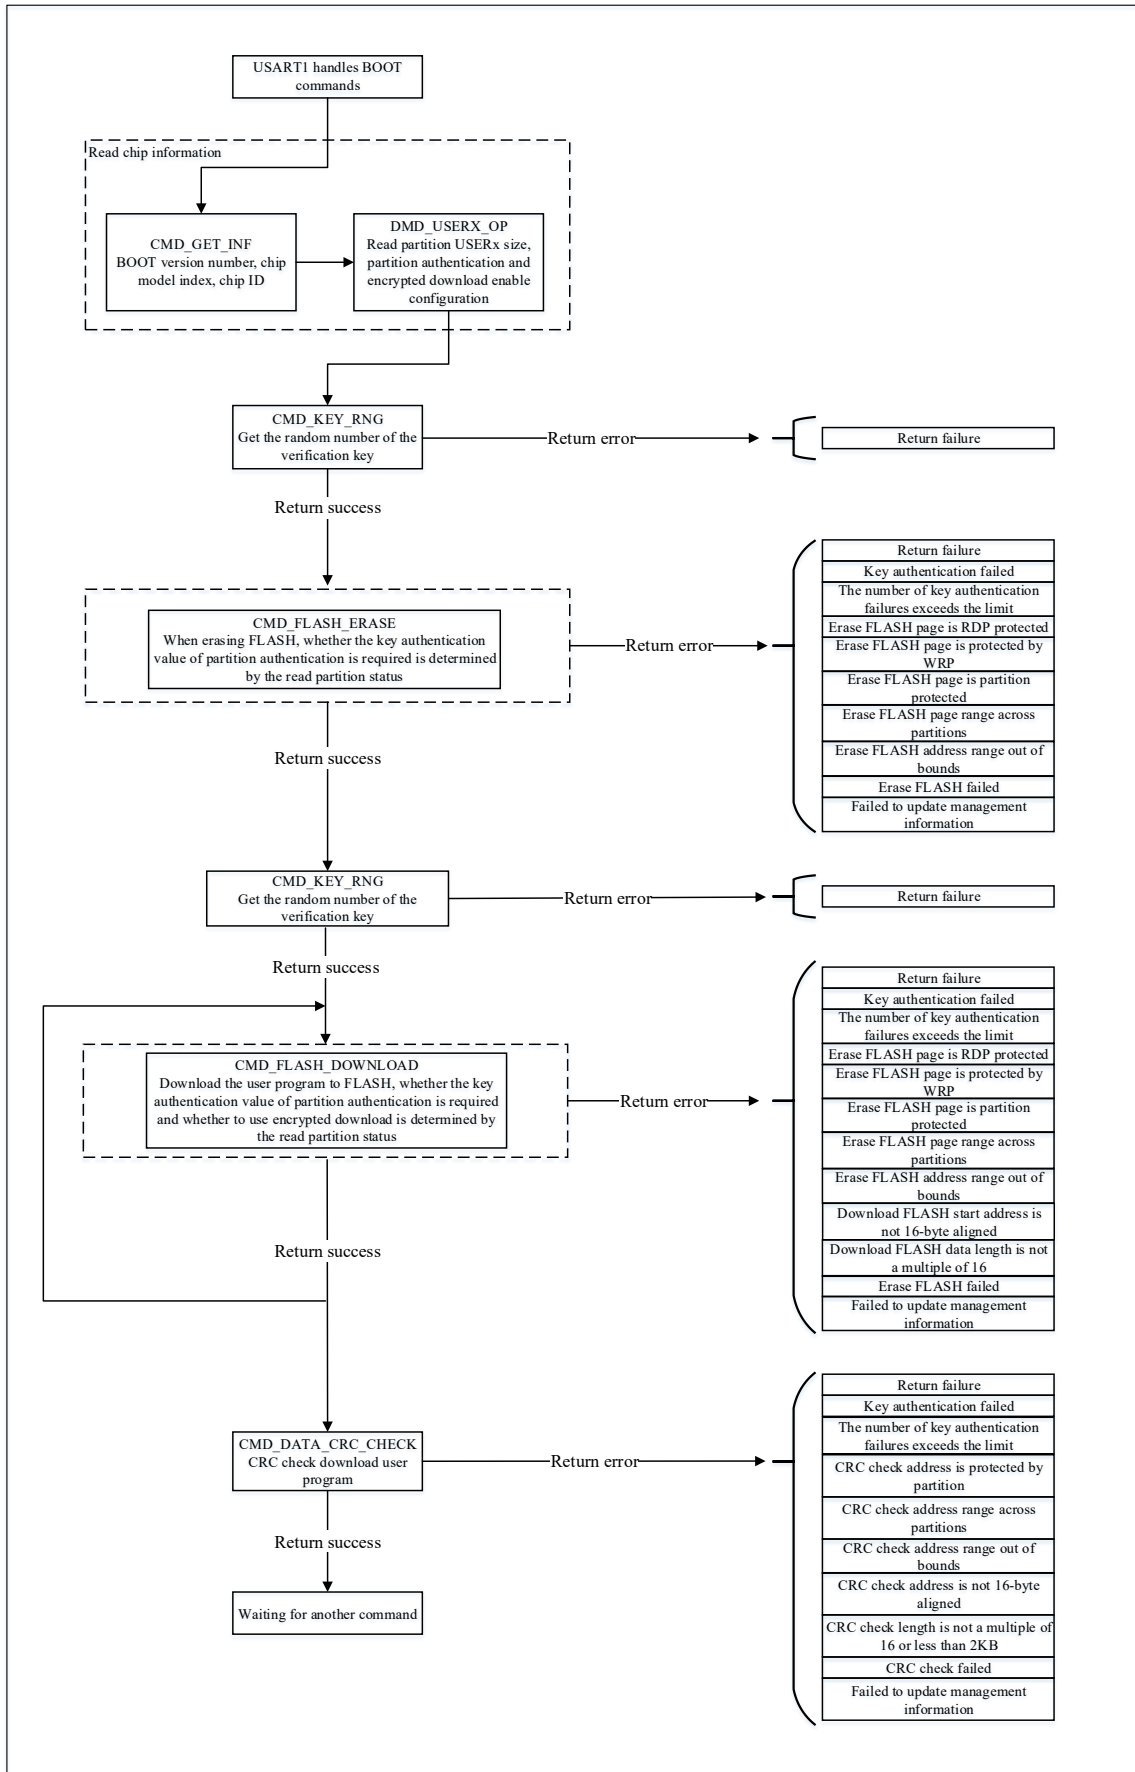 USART1 handles BOOT
commands
Read chip information
CMD_GET_INF
BOOT version number, chip
model index, chip ID
DMD_USERX_OP
Read partition USERx size,
partition authentication and
encrypted download enable
configuration
CMD_KEY_RNG
Get the random number of the
verification key
Return error
Return failure
Return success
CMD_FLASH_ERASE
When erasing FLASH, whether the key authentication
value of partition authentication is required is determined
by the read partition status
Return error
Return failure
Key authentication failed
The number of key authentication
failures exceeds the limit
Erase FLASH page is RDP protected
Erase FLASH page is protected by
WRP
Erase FLASH page is partition
protected
Erase FLASH page range across
partitions
Erase FLASH address range out of
bounds
Erase FLASH failed
Failed to update management
information
Return success
CMD_KEY_RNG
Get the random number of the
verification key
Return error
Return failure
Return success
CMD_FLASH_DOWNLOAD
Download the user program to FLASH, whether the key
authentication value of partition authentication is required
and whether to use encrypted download is determined by
the read partition status
Return error
Return failure
Key authentication failed
The number of key authentication
failures exceeds the limit
Erase FLASH page is RDP protected
Erase FLASH page is protected by
WRP
Erase FLASH page is partition
protected
Erase FLASH page range across
partitions
Erase FLASH address range out of
bounds
Download FLASH start address is
not 16-byte aligned
Download FLASH data length is not
a multiple of 16
Erase FLASH failed
Failed to update management
information
Return success
CMD_DATA_CRC_CHECK
CRC check download user
program
Return error
Return failure
Key authentication failed
The number of key authentication
failures exceeds the limit
CRC check address is protected by
partition
CRC check address range across
partitions
CRC check address range out of
bounds
CRC check address is not 16-byte
aligned
CRC check length is not a multiple of
16 or less than 2KB
CRC check failed
Failed to update management
information
Return success
Waiting for another command